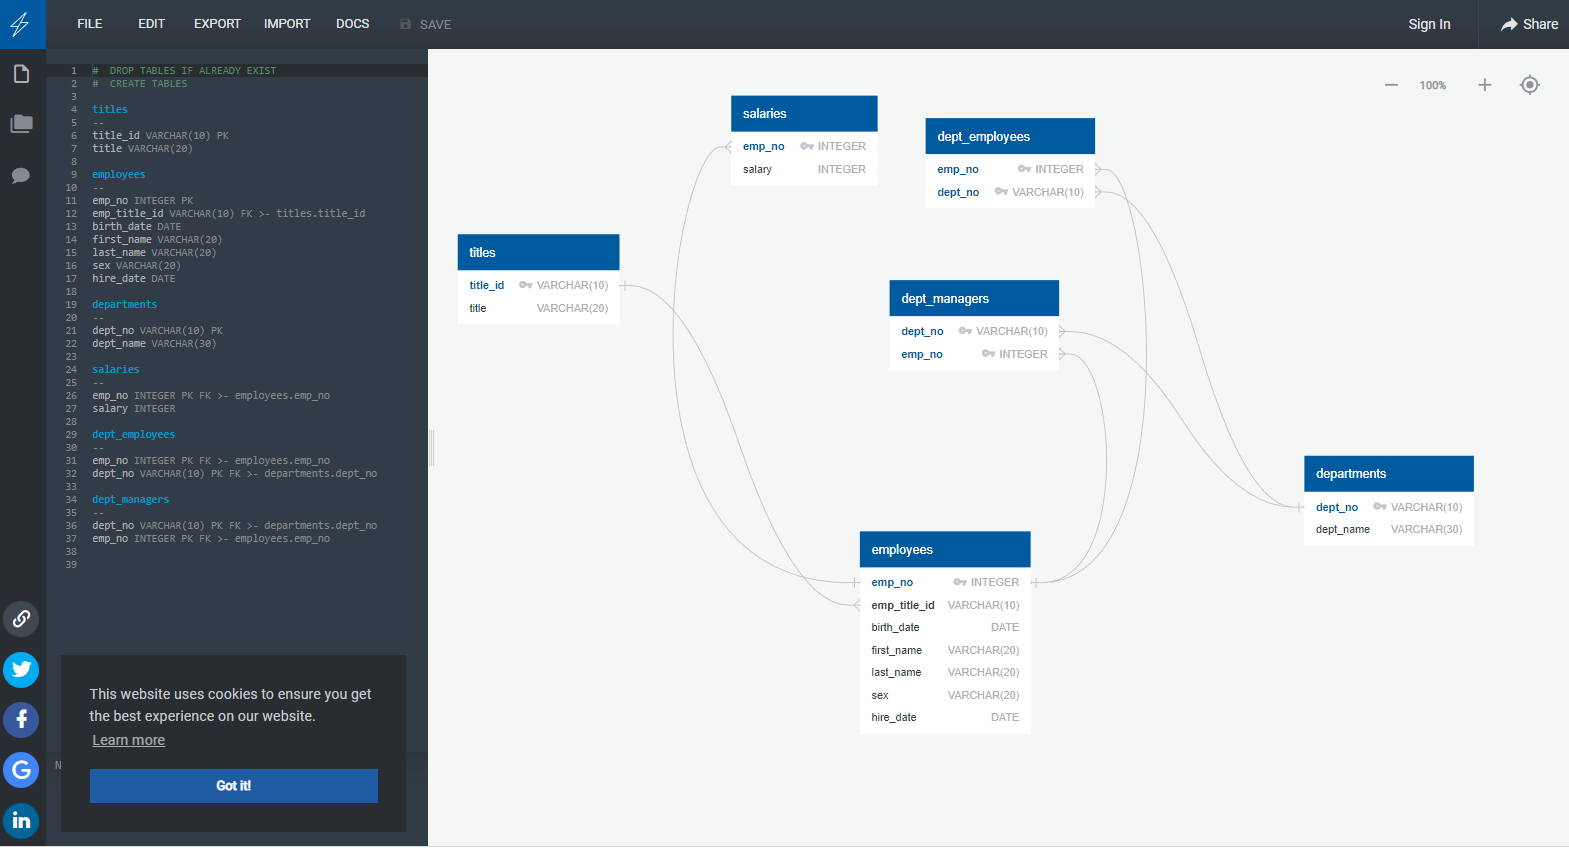 FILE EDIT EXPORT IMPORT DOCS SAVE Sign In Share
1 # DROP TABLES IF ALREADY EXIST
2 # CREATE TABLES
3
4 titles
5 --
6 title_id VARCHAR(10) PK
7 title VARCHAR(20)
8
9 employees
10 --
11 emp_no INTEGER PK
12 emp_title_id VARCHAR(10) FK >- titles.title_id
13 birth_date DATE
14 first_name VARCHAR(20)
15 last_name VARCHAR(20)
16 sex VARCHAR(20)
17 hire_date DATE
18
19 departments
20 --
21 dept_no VARCHAR(10) PK
22 dept_name VARCHAR(30)
23
24 salaries
25 --
26 emp_no INTEGER PK FK >- employees.emp_no
27 salary INTEGER
28
29 dept_employees
30 --
31 emp_no INTEGER PK FK >- employees.emp_no
32 dept_no VARCHAR(10) PK FK >- departments.dept_no
33
34 dept_managers
35 --
36 dept_no VARCHAR(10) PK FK >- departments.dept_no
37 emp_no INTEGER PK FK >- employees.emp_no
38
39
This website uses cookies to ensure you get
the best experience on our website.
Learn more
Got it!
N
G
in
100%
salaries
emp_no INTEGER
salary INTEGER
dept_employees
emp_no INTEGER
dept_no VARCHAR(10)
titles
title_id VARCHAR(10)
title VARCHAR(20)
dept_managers
dept_no VARCHAR(10)
emp_no INTEGER
departments
dept_no VARCHAR(10)
dept_name VARCHAR(30)
employees
emp_no INTEGER
emp_title_id VARCHAR(10)
birth_date DATE
first_name VARCHAR(20)
last_name VARCHAR(20)
sex VARCHAR(20)
hire_date DATE